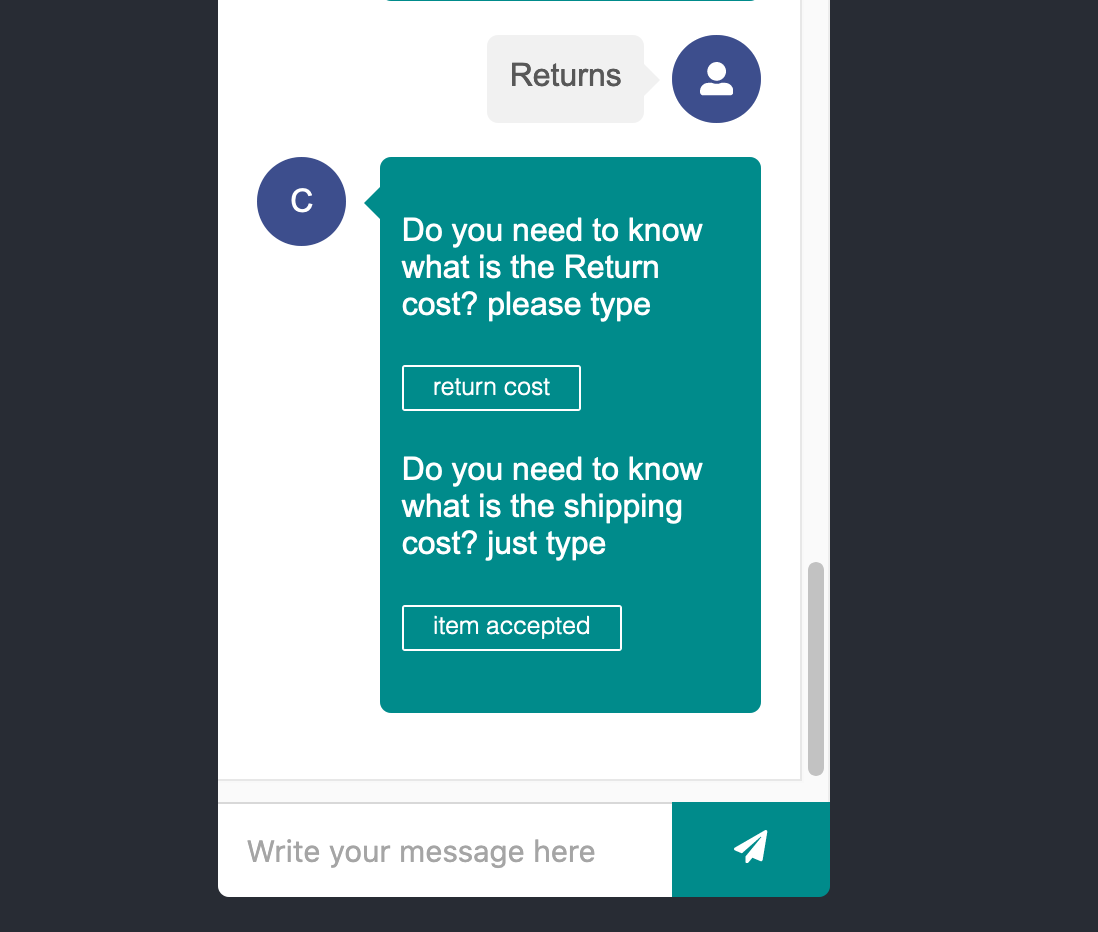 Returns
C
Do you need to know
what is the Return
cost? please type
return cost
Do you need to know
what is the shipping
cost? just type
item accepted
Write your message here